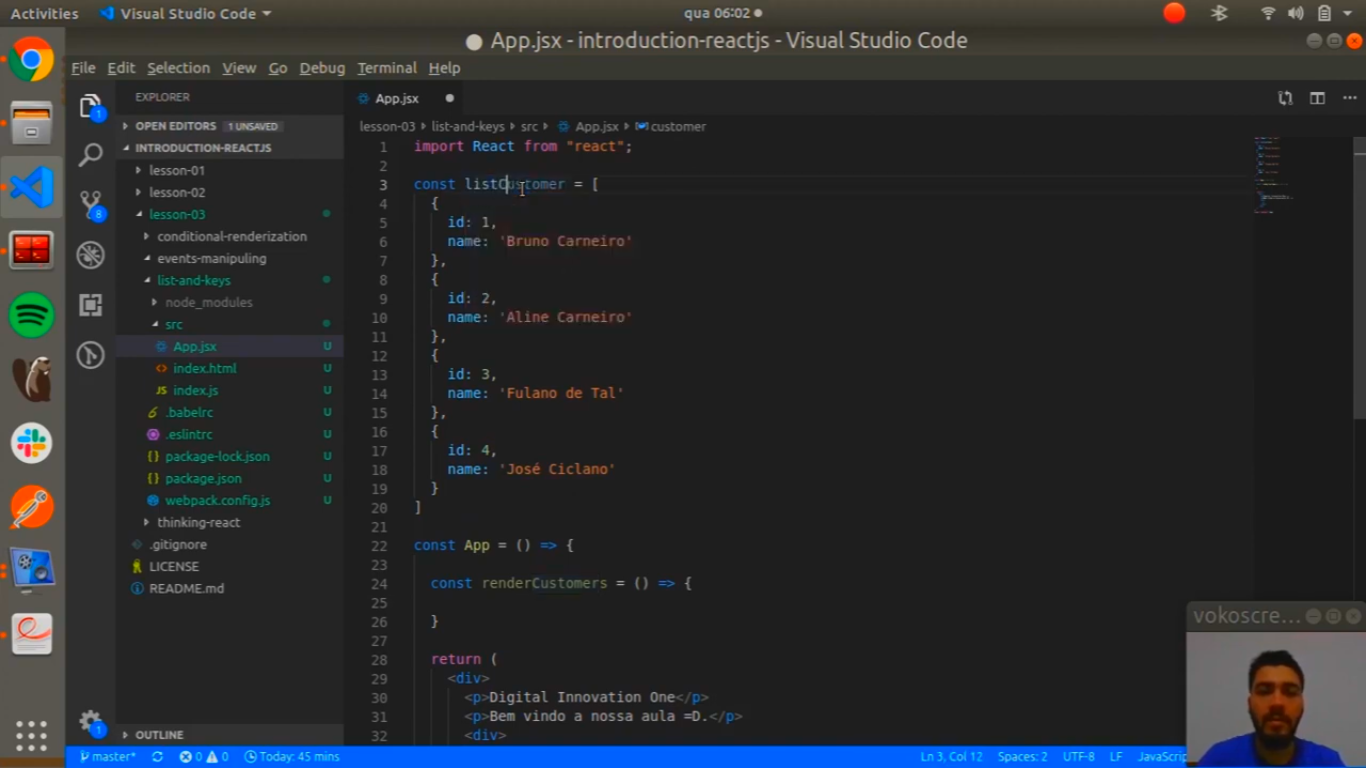 Activities Visual Studio Code qua 06:02
App.jsx - introduction-reactjs - Visual Studio Code
File Edit Selection View Go Debug Terminal Help
EXPLORER
OPEN EDITORS 1 UNSAVED
INTRODUCTION-REACTJS
lesson-01
lesson-02
lesson-03
conditional-renderization
events-manipuling
list-and-keys
node_modules
src
App.jsx U
index.html U
JS index.js U
.babelrc U
.eslintrc U
{} package-lock.json U
{} package.json U
webpack.config.js U
thinking-react
.gitignore
LICENSE
README.md
OUTLINE
1
8
1
App.jsx
lesson-03 list-and-keys src App.jsx customer
1 import React from "react";
2
3 const listCustomer = [
4 {
5 id: 1,
6 name: 'Bruno Carneiro'
7 },
8 {
9 id: 2,
10 name: 'Aline Carneiro'
11 },
12 {
13 id: 3,
14 name: 'Fulano de Tal'
15 },
16 {
17 id: 4,
18 name: 'José Ciclano'
19 }
20 ]
21
22 const App = () => {
23
24 const renderCustomers = () => {
25
26 }
27
28 return (
29 <div>
30 <p>Digital Innovation One</p>
31 <p>Bem vindo a nossa aula =D.</p>
32 <div>
vokoscre...
master* 0 0 Today: 45 mins Ln 3, Col 12 Spaces: 2 UTF-8 LF JavaScrip